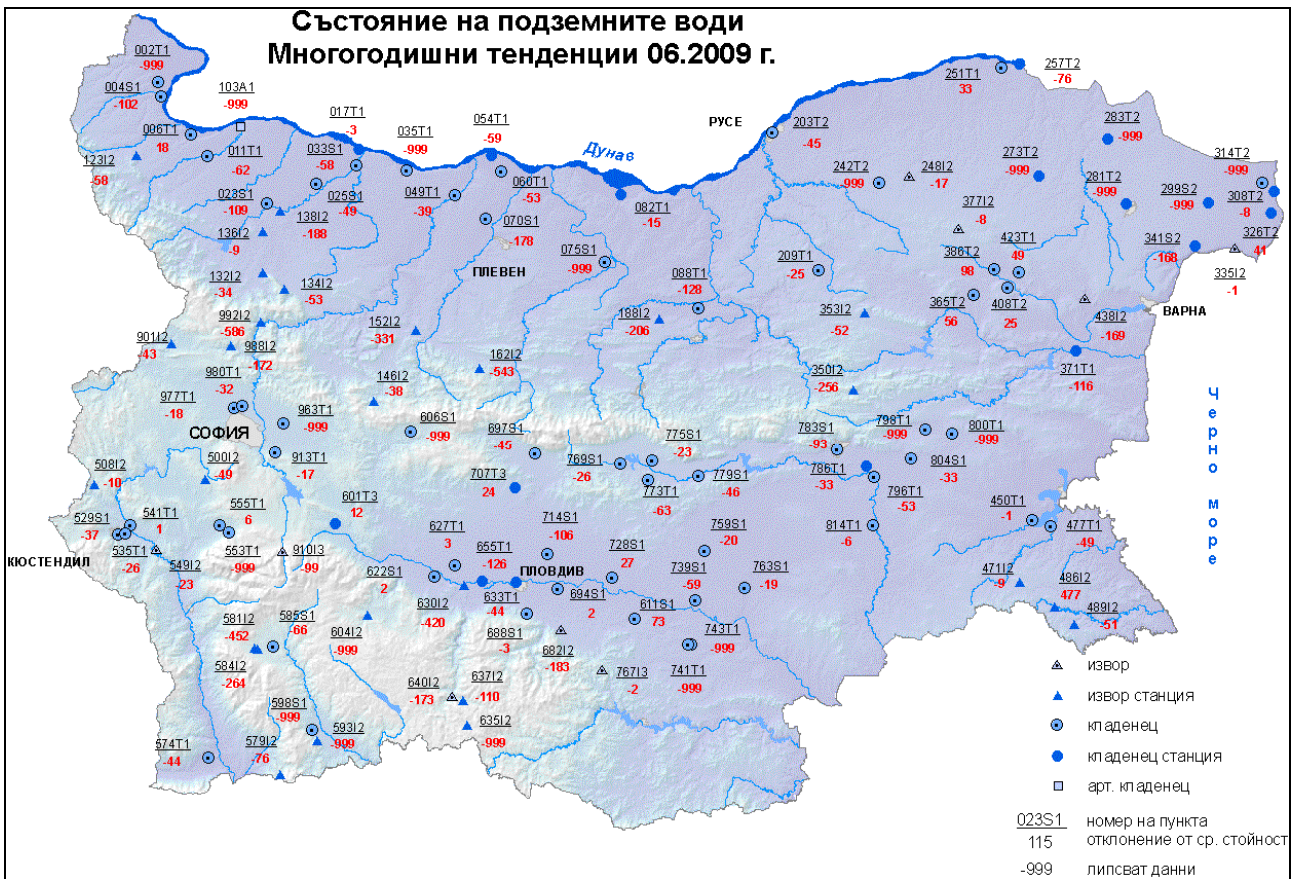 Състояние на подземните води
Многогодишни тенденции 06.2009 г.
002T1
-999
004S1
-102
103A1
-999
006T1
18
011T1
-62
017T1
-3
033S1
-58
035T1
-999
054T1
-59
Дунав
РУСЕ
203T2
-45
251T1
33
257T2
-76
283T2
-999
314T2
-999
123I2
-58
023S1
-109
025S1
-49
138I2
-188
136I2
-9
049T1
-39
060T1
-53
070S1
-178
082T1
-15
242T2
-999
248I2
-17
273T2
-999
281T2
-999
299S2
-999
308T2
-8
326T2
41
335I2
-1
341S2
-168
377I2
-8
386T2
98
423T1
49
132I2
-34
134I2
-53
ПЛЕВЕН
075S1
-999
088T1
-128
209T1
-25
365T2
56
408T2
25
438I2
-169
ВАРНА
992I2
-586
901I2
43
988I2
-172
152I2
-331
188I2
-206
353I2
-52
371T1
-116
162I2
-543
146I2
-38
350I2
-256
980T1
-32
977T1
-18
СОФИЯ
963T1
-999
606S1
-999
697S1
-45
775S1
-23
783S1
-93
798T1
-999
800T1
-999
Черно море
508I2
-10
500I2
-49
913T1
-17
707T3
24
769S1
-26
773T1
-63
779S1
-46
786T1
-33
804S1
-33
796T1
-53
529S1
-37
541T1
1
555T1
6
601T3
12
627T1
3
714S1
-106
759S1
-20
814T1
-6
450T1
-1
477T1
-49
КЮСТЕНДИЛ
535T1
-26
549I2
-23
553T1
-999
910I3
-99
622S1
2
655T1
-126
ПЛОВДИВ
728S1
27
739S1
-59
763S1
-19
471I2
-9
486I2
477
489I2
-51
581I2
-452
585S1
66
604I2
-999
630I2
-420
633T1
-44
694S1
2
611S1
73
688S1
-3
682I2
-183
743T1
-999
584I2
-264
640I2
-173
637I2
-110
767I3
-2
741T1
-999
598S1
-999
593I2
-999
635I2
-999
574T1
-44
579I2
-76
извор
извор станция
кладенец
кладенец станция
арт. кладенец
023S1 номер на пункта
115 отклонение от ср. стойност
-999 липсват данни